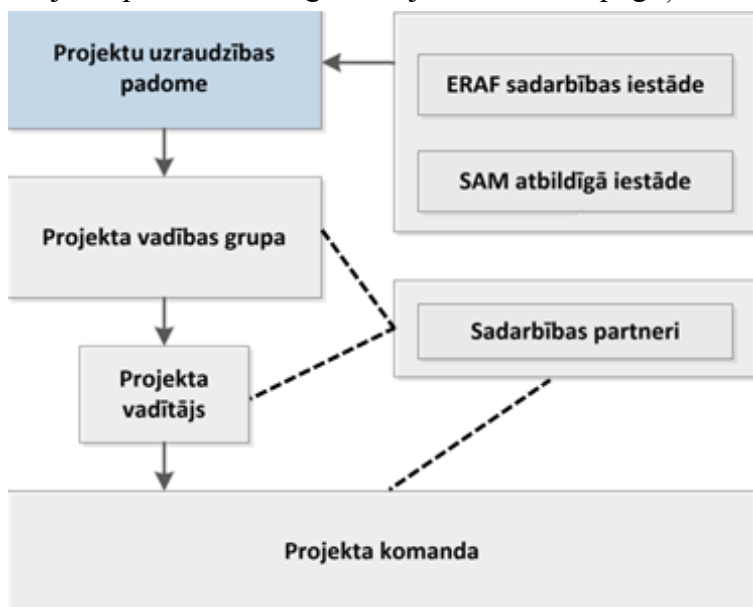 Projektu uzraudzības
padome
ERAF sadarbības iestāde
SAM atbildīgā iestāde
Projekta vadības grupa
Sadarbības partneri
Projekta
vadītājs
Projekta komanda